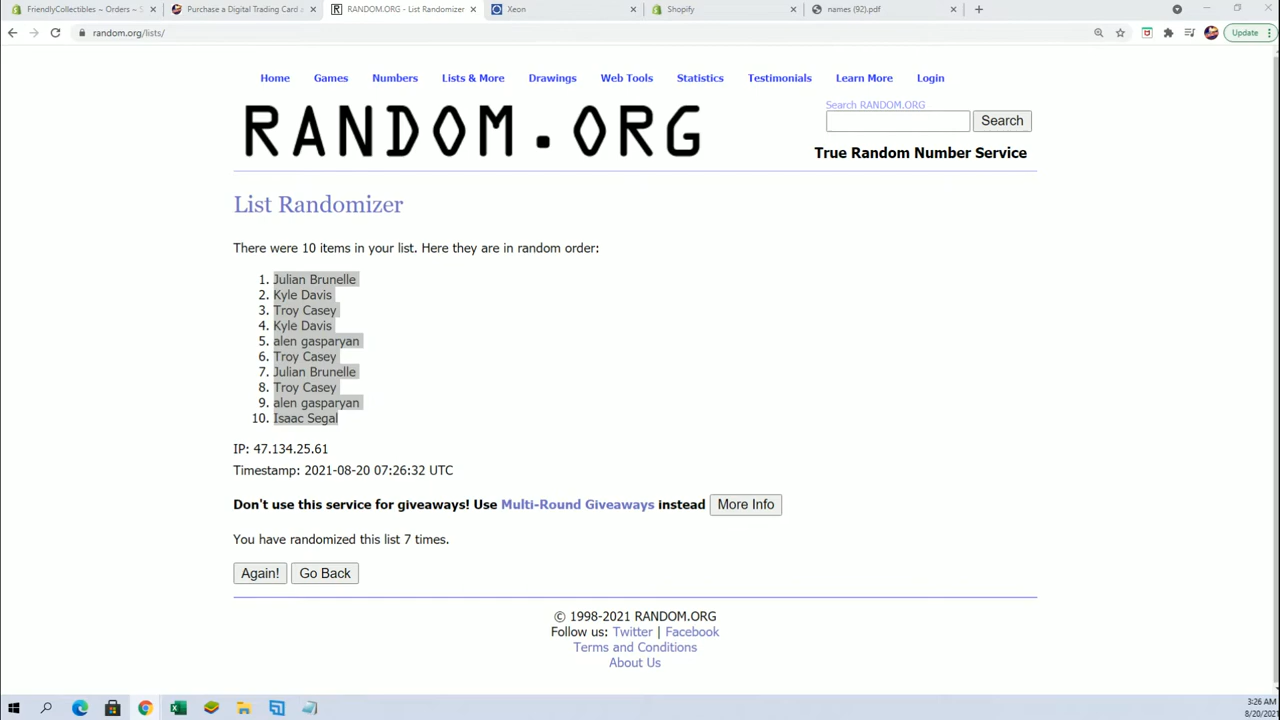 FriendlyCollectibles ~ Orders ~ S
Purchase a Digital Trading Card a
RANDOM.ORG - List Randomizer
Xeon
Shopify
names (92).pdf
random.org/lists/
Update
Home Games Numbers Lists & More Drawings Web Tools Statistics Testimonials Learn More Login
RANDOM.ORG
Search RANDOM.ORG
Search
True Random Number Service
List Randomizer
There were 10 items in your list. Here they are in random order:
1. Julian Brunelle
2. Kyle Davis
3. Troy Casey
4. Kyle Davis
5. alen gasparyan
6. Troy Casey
7. Julian Brunelle
8. Troy Casey
9. alen gasparyan
10. Isaac Segal
IP: 47.134.25.61
Timestamp: 2021-08-20 07:26:32 UTC
Don't use this service for giveaways! Use Multi-Round Giveaways instead More Info
You have randomized this list 7 times.
Again! Go Back
© 1998-2021 RANDOM.ORG
Follow us: Twitter | Facebook
Terms and Conditions
About Us
3:26 AM
8/20/2021